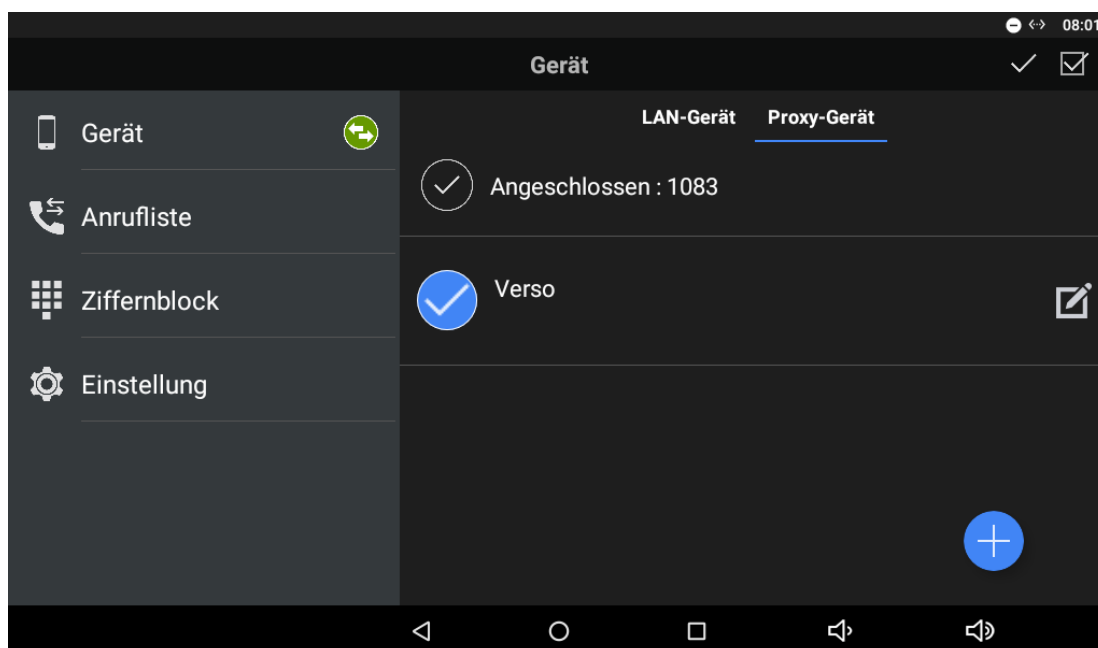 08:01
Gerät
LAN-Gerät Proxy-Gerät
Gerät
Anrufliste
Ziffernblock
Einstellung
Angeschlossen : 1083
Verso